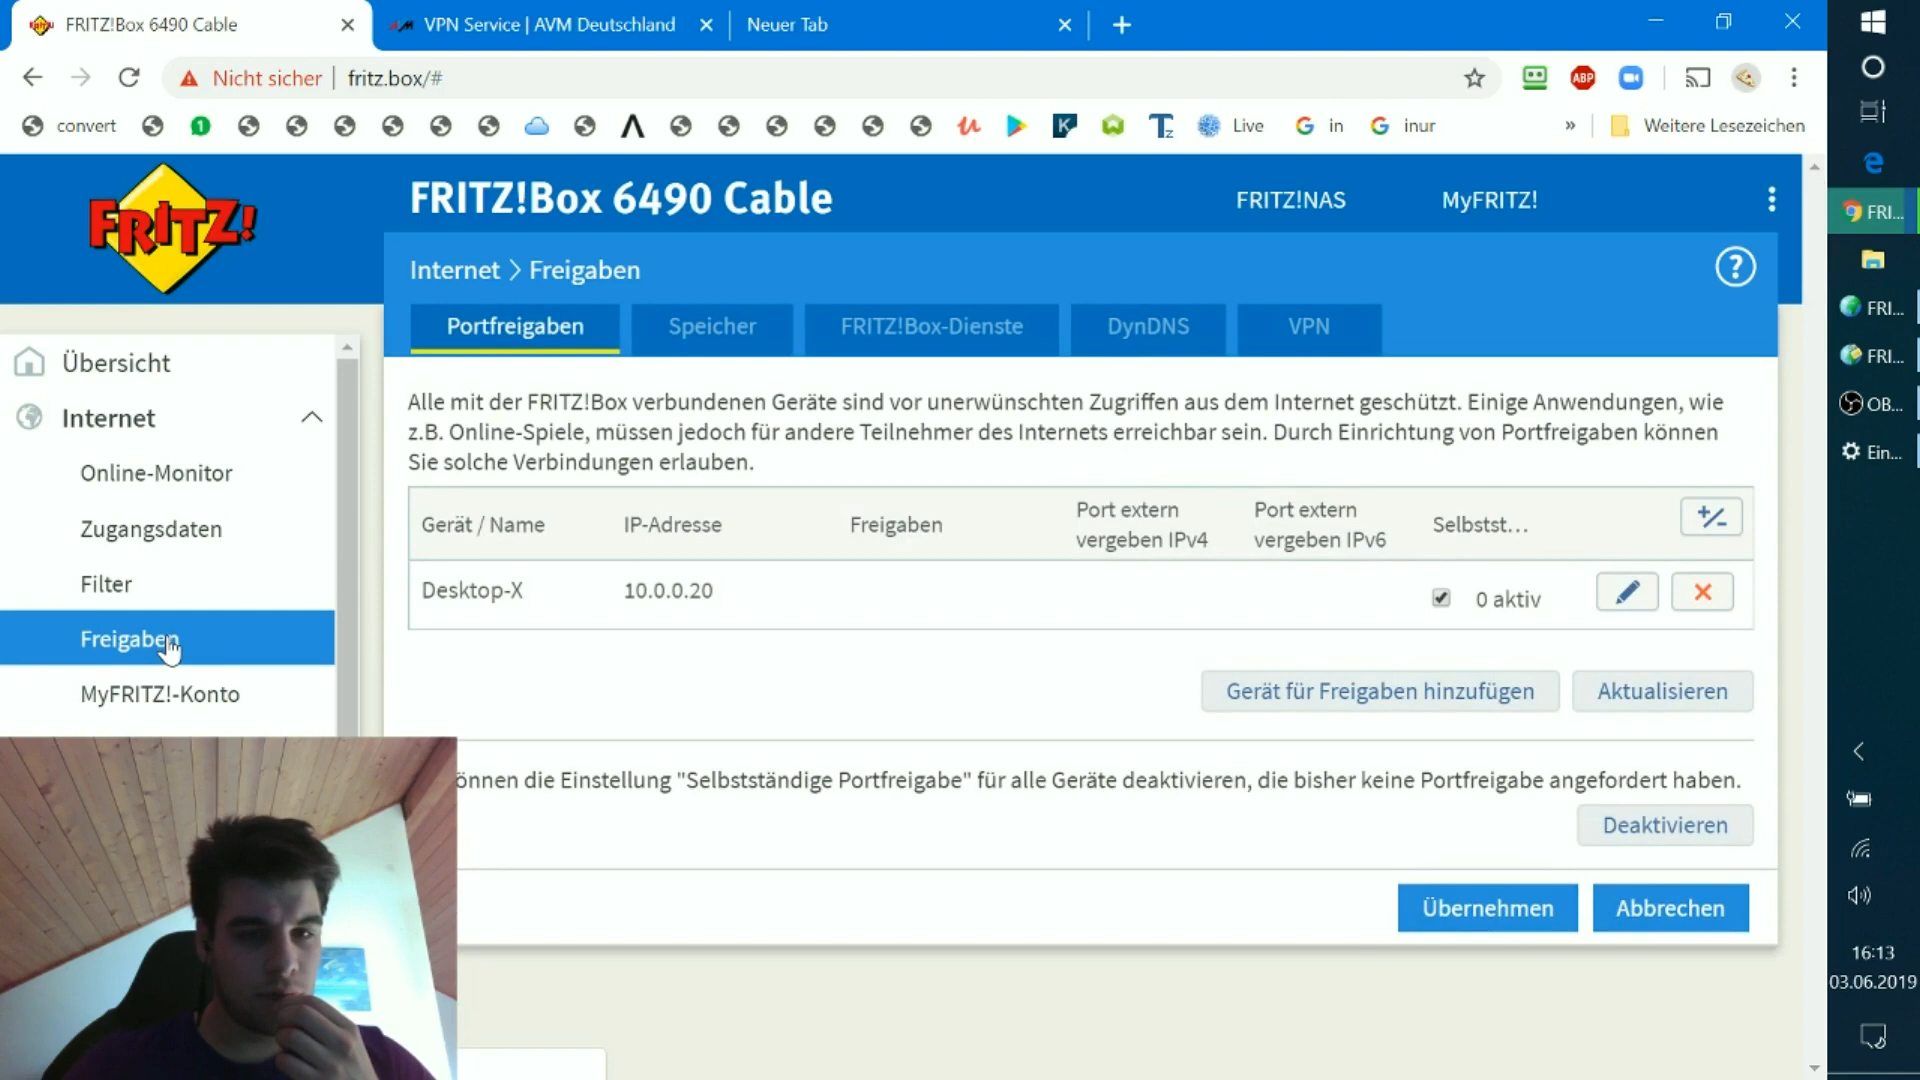 FRITZ!Box 6490 Cable
VPN Service | AVM Deutschland
Neuer Tab
Nicht sicher
fritz.box/#
ABP
convert
1
Live
in
inur
»
Weitere Lesezeichen
FRITZ!
FRITZ!Box 6490 Cable
FRITZ!NAS
MyFRITZ!
Internet > Freigaben
?
Portfreigaben
Speicher
FRITZ!Box-Dienste
DynDNS
VPN
Übersicht
Internet
Online-Monitor
Zugangsdaten
Filter
Freigaben
MyFRITZ!-Konto
Alle mit der FRITZ!Box verbundenen Geräte sind vor unerwünschten Zugriffen aus dem Internet geschützt. Einige Anwendungen, wie
z.B. Online-Spiele, müssen jedoch für andere Teilnehmer des Internets erreichbar sein. Durch Einrichtung von Portfreigaben können
Sie solche Verbindungen erlauben.
Gerät / Name
IP-Adresse
Freigaben
Port extern
vergeben IPv4
Port extern
vergeben IPv6
Selbstst...
+/-
Desktop-X
10.0.0.20
0 aktiv
Gerät für Freigaben hinzufügen
Aktualisieren
önnen die Einstellung "Selbstständige Portfreigabe" für alle Geräte deaktivieren, die bisher keine Portfreigabe angefordert haben.
Deaktivieren
Übernehmen
Abbrechen
FRI...
FRI...
FRI...
OB...
Ein...
16:13
03.06.2019